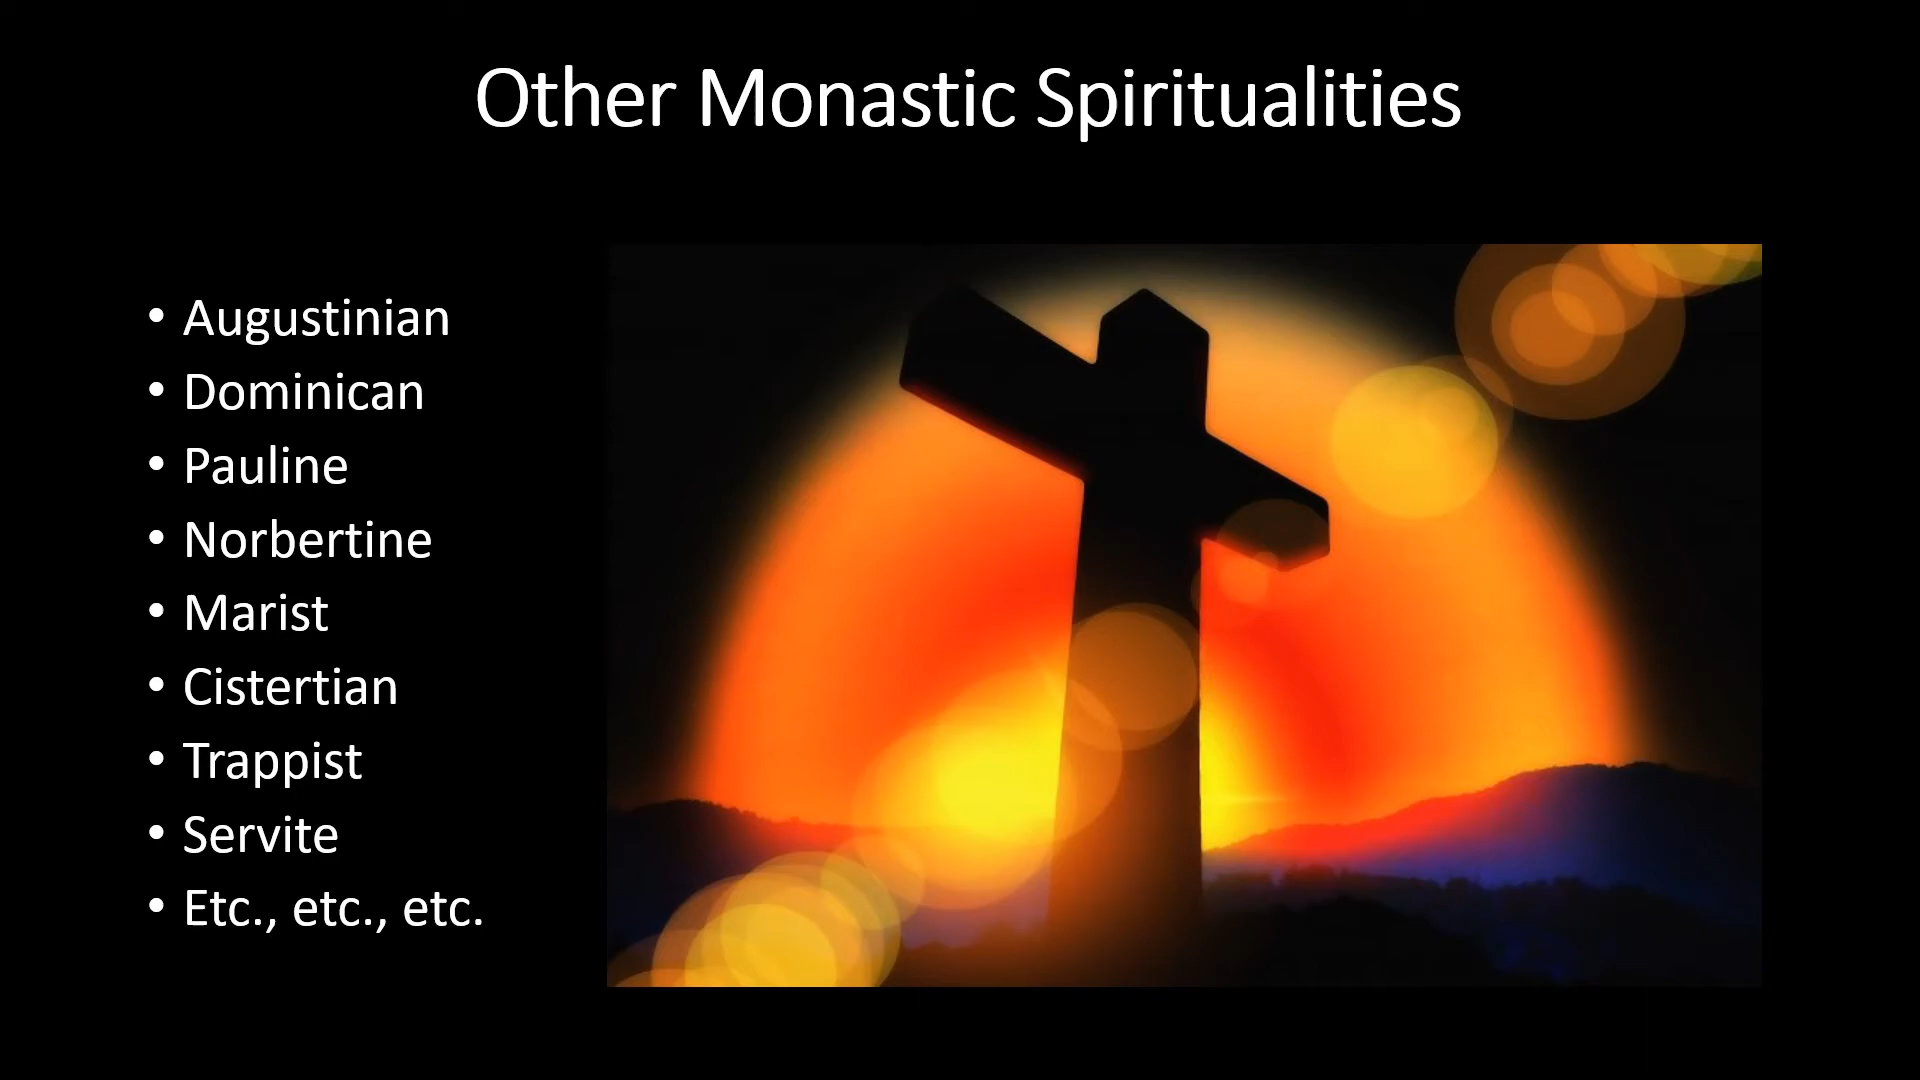 Other Monastic Spiritualities
• Augustinian
• Dominican
• Pauline
• Norbertine
• Marist
• Cistertian
• Trappist
• Servite
• Etc., etc., etc.